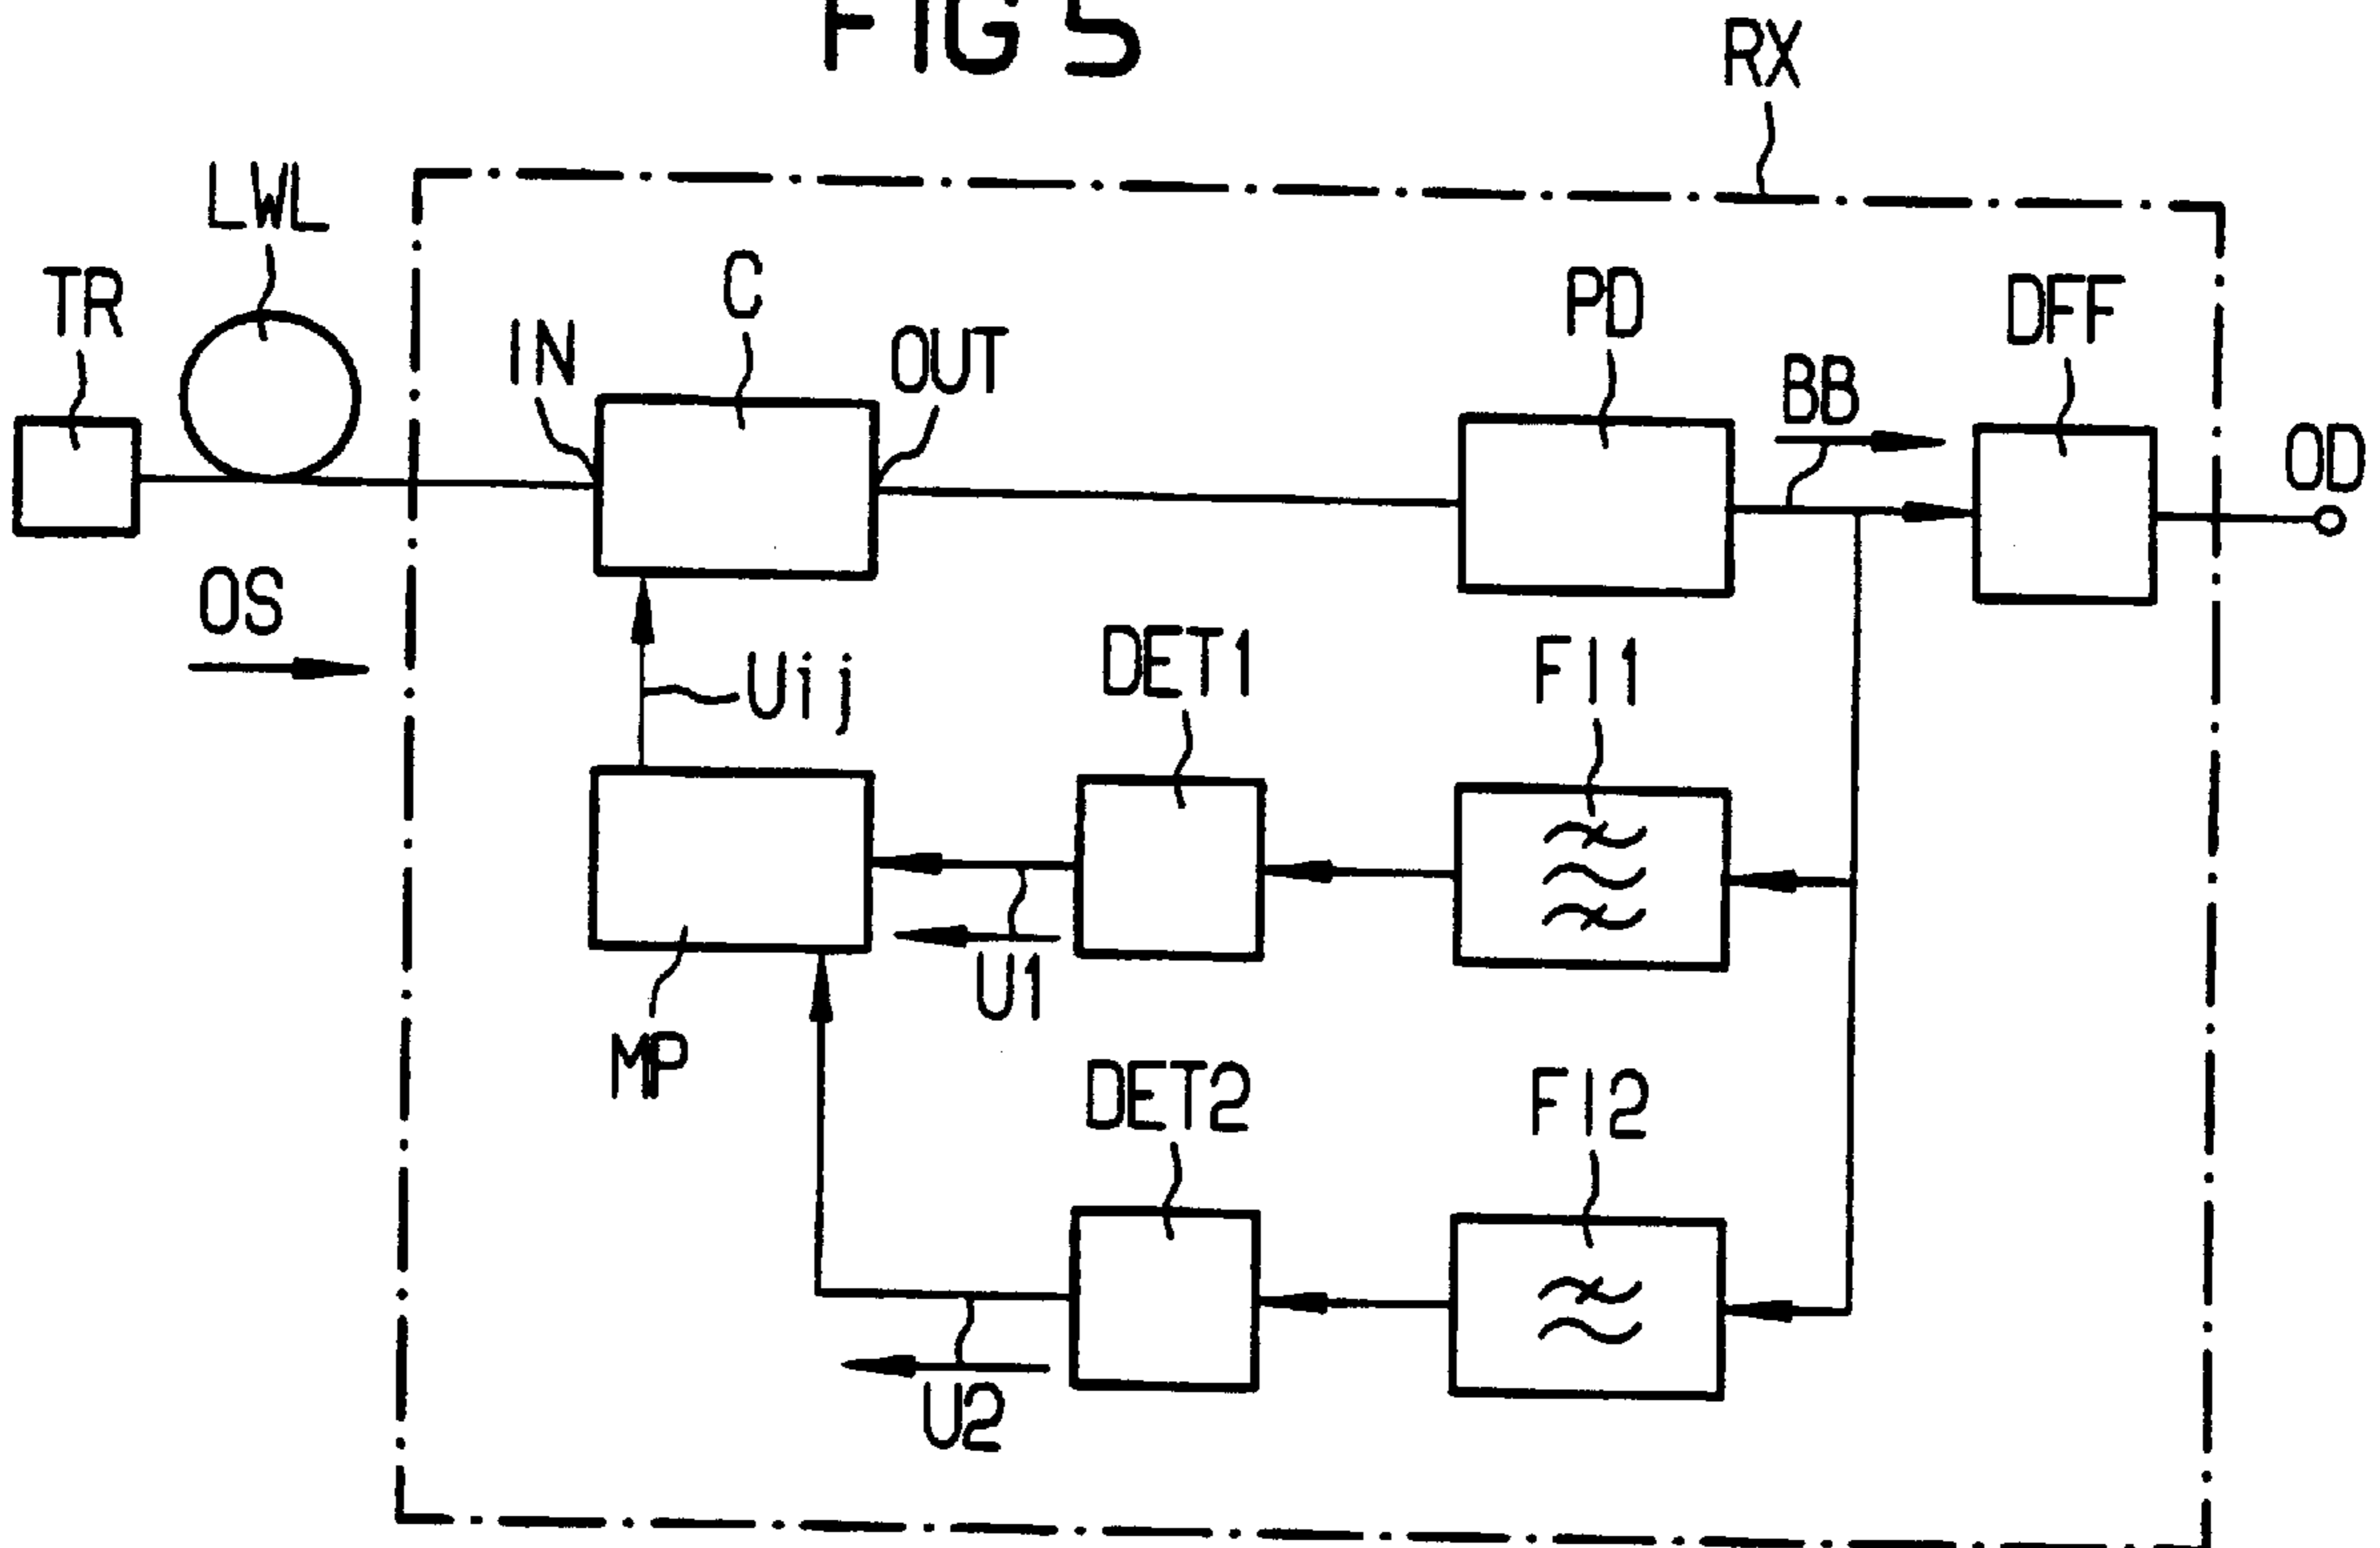 FIG 5
RX
LWL
TR
C
IN
OUT
PD
DFF
BB
OD
OS
Uij
DET1
FI1
U1
MP
DET2
FI2
U2